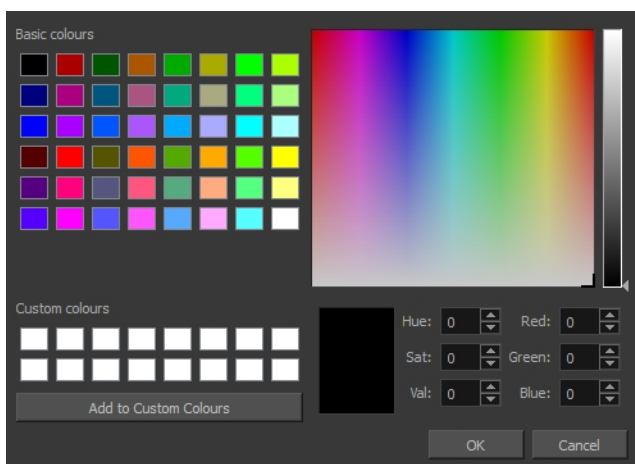 Basic colours
Custom colours
Add to Custom Colours
Hue: 0 Red: 0
Sat: 0 Green: 0
Val: 0 Blue: 0
OK Cancel